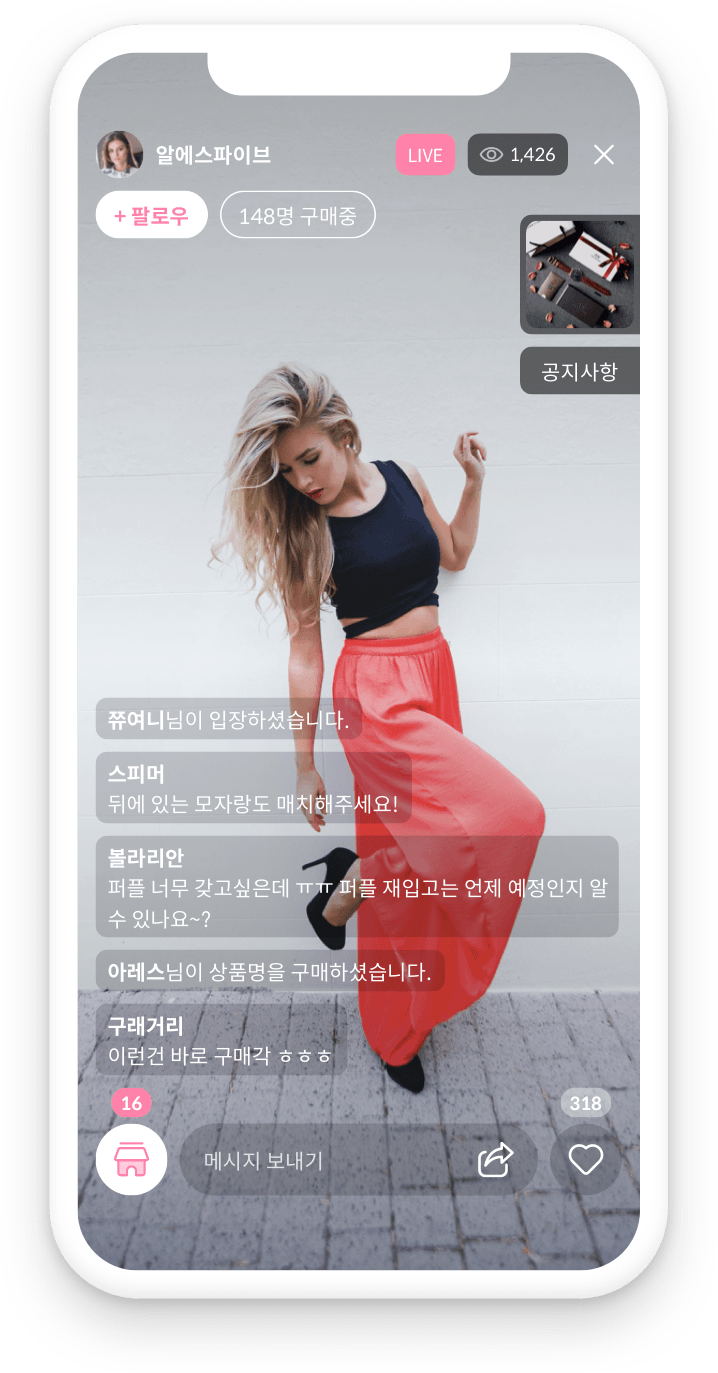 알에스파이브
LIVE
1,426
+ 팔로우
148명 구매중
공지사항
쮸여니님이 입장하셨습니다.
스피머
뒤에 있는 모자랑도 매치해주세요!
볼라리안
퍼플 너무 갖고싶은데 ㅠㅠ 퍼플 재입고는 언제 예정인지 알
수 있나요~?
아레스님이 상품명을 구매하셨습니다.
구래거리
이런건 바로 구매각 ㅎㅎㅎ
16
318
메시지 보내기